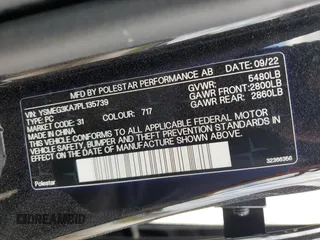 MFD BY POLESTAR PERFORMANCE AB DATE: 09/22
VIN: YSMEG3KA7PL135739 GVWR: 5480LB
TYPE: PC GAWR FRONT:2800LB
MARKET: 31 COLOUR: 717 GAWR REAR: 2860LB
MADE IN CHINA
THIS VEHICLE CONFORMS TO ALL APPLICABLE FEDERAL MOTOR
VEHICLE SAFETY, BUMPER, AND THEFT PREVENTION STANDARDS
IN EFFECT ON THE DATE OF MANUFACTURE SHOWN ABOVE.
Polestar
DREAMBID